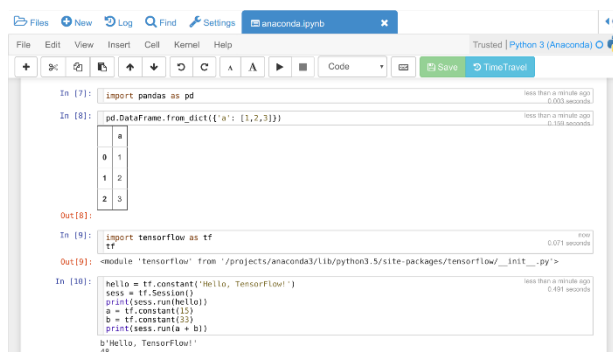 Files New Log Find Settings anaconda.ipynb
File Edit View Insert Cell Kernel Help Trusted Python 3 (Anaconda)
A A Code Save TimeTravel
In [7]: import pandas as pd less than a minute ago
0.003 seconds
In [8]: pd.DataFrame.from_dict({'a': [1,2,3]}) less than a minute ago
0.169 seconds
a
0 1
1 2
2 3
Out[8]:
In [9]: import tensorflow as tf now
tf 0.071 seconds
Out[9]: <module 'tensorflow' from '/projects/anaconda3/lib/python3.5/site-packages/tensorflow/__init__.py'>
In [10]: hello = tf.constant('Hello, TensorFlow!') less than a minute ago
sess = tf.Session() 0.491 seconds
print(sess.run(hello))
a = tf.constant(15)
b = tf.constant(33)
print(sess.run(a + b))
b'Hello, TensorFlow!'
48